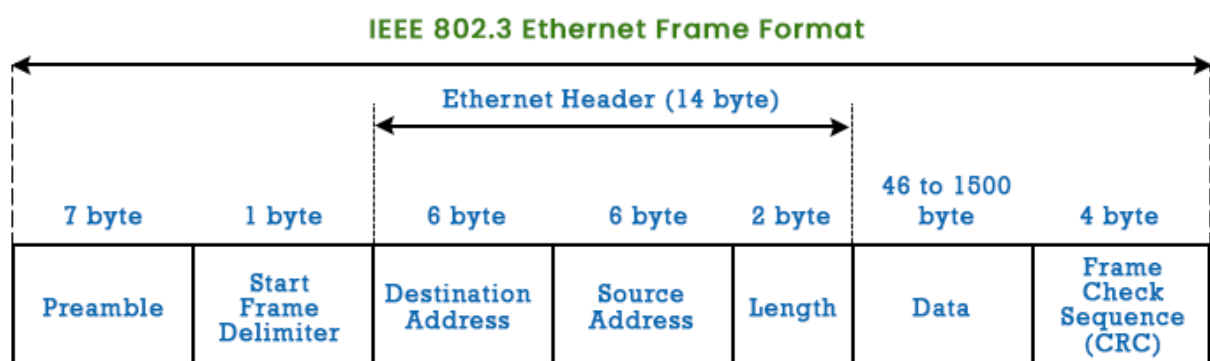 IEEE 802.3 Ethernet Frame Format
Ethernet Header (14 byte)
7 byte
1 byte
6 byte
6 byte
2 byte
46 to 1500
byte
4 byte
Preamble
Start
Frame
Delimiter
Destination
Address
Source
Address
Length
Data
Frame
Check
Sequence
(CRC)